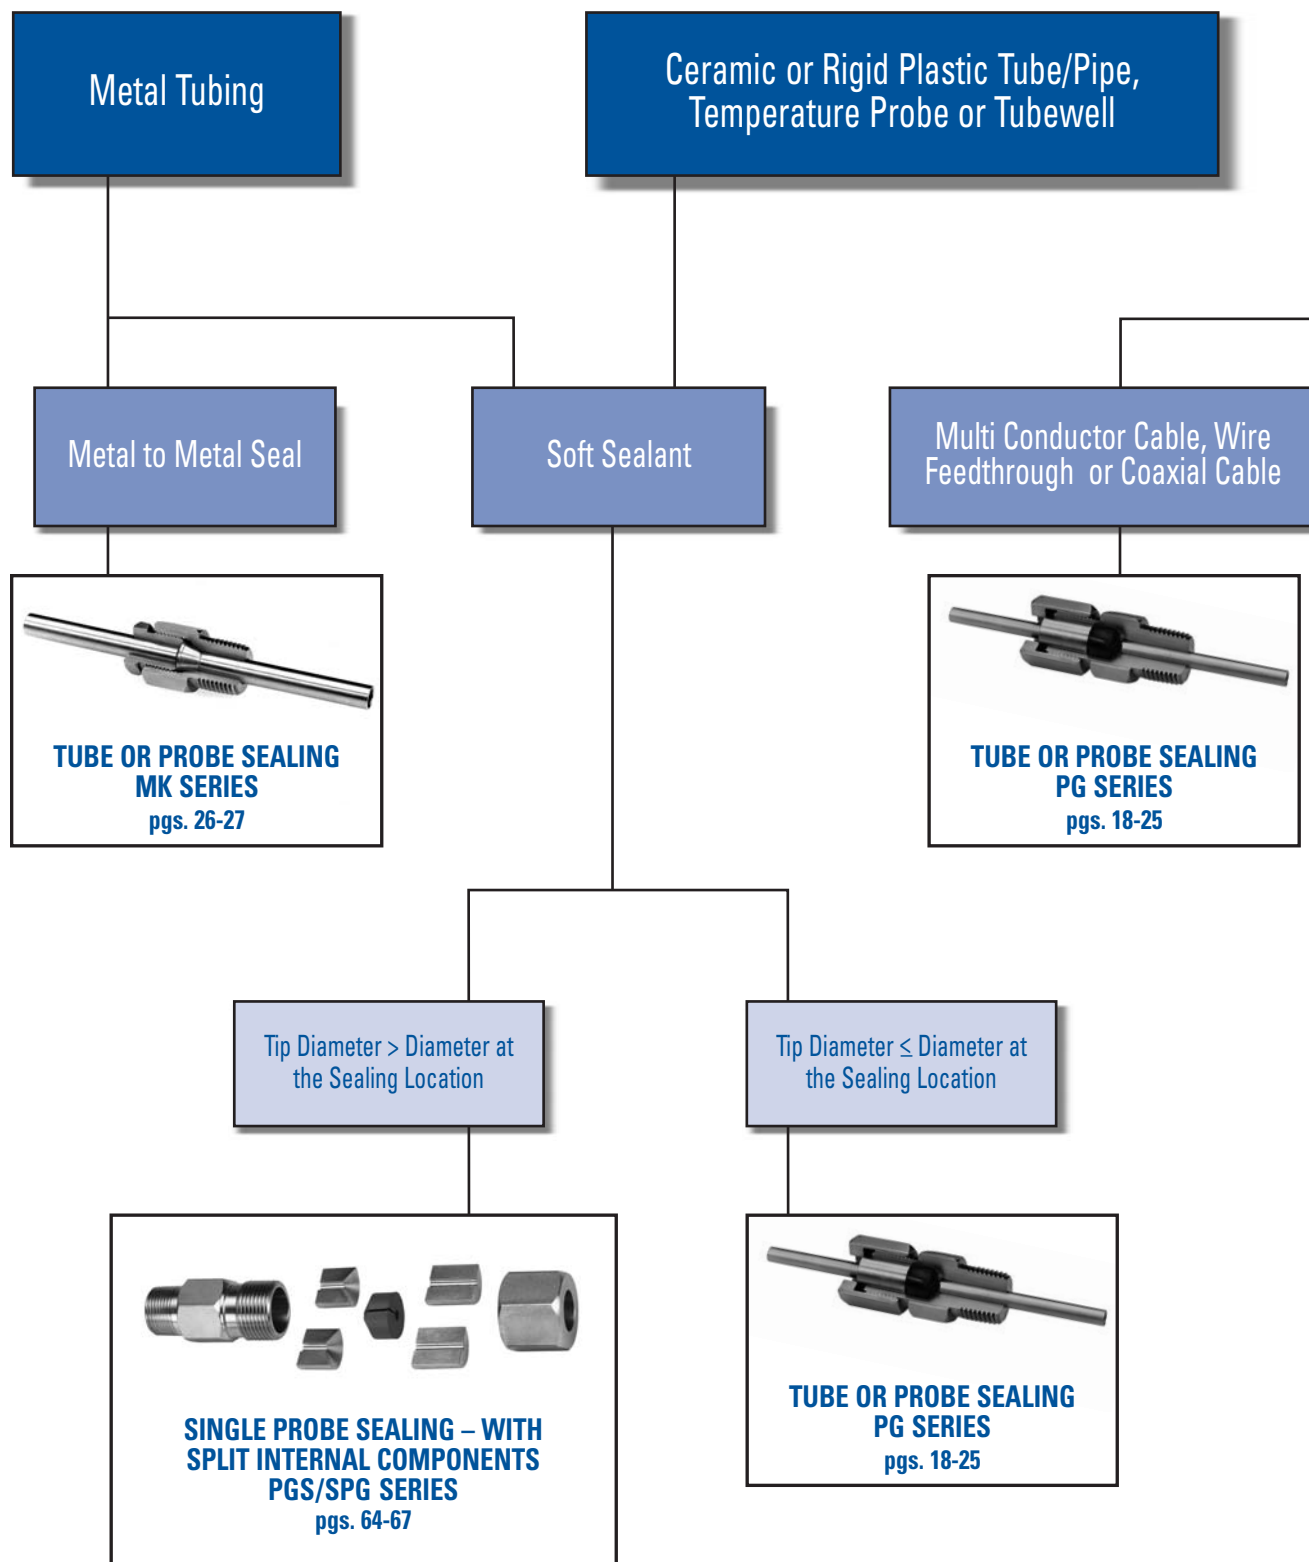 Metal Tubing
Ceramic or Rigid Plastic Tube/Pipe,
Temperature Probe or Tubewell
Metal to Metal Seal
Soft Sealant
Multi Conductor Cable, Wire
Feedthrough or Coaxial Cable
TUBE OR PROBE SEALING
MK SERIES
pgs. 26-27
TUBE OR PROBE SEALING
PG SERIES
pgs. 18-25
Tip Diameter > Diameter at
the Sealing Location
Tip Diameter ≤ Diameter at
the Sealing Location
SINGLE PROBE SEALING – WITH
SPLIT INTERNAL COMPONENTS
PGS/SPG SERIES
pgs. 64-67
TUBE OR PROBE SEALING
PG SERIES
pgs. 18-25